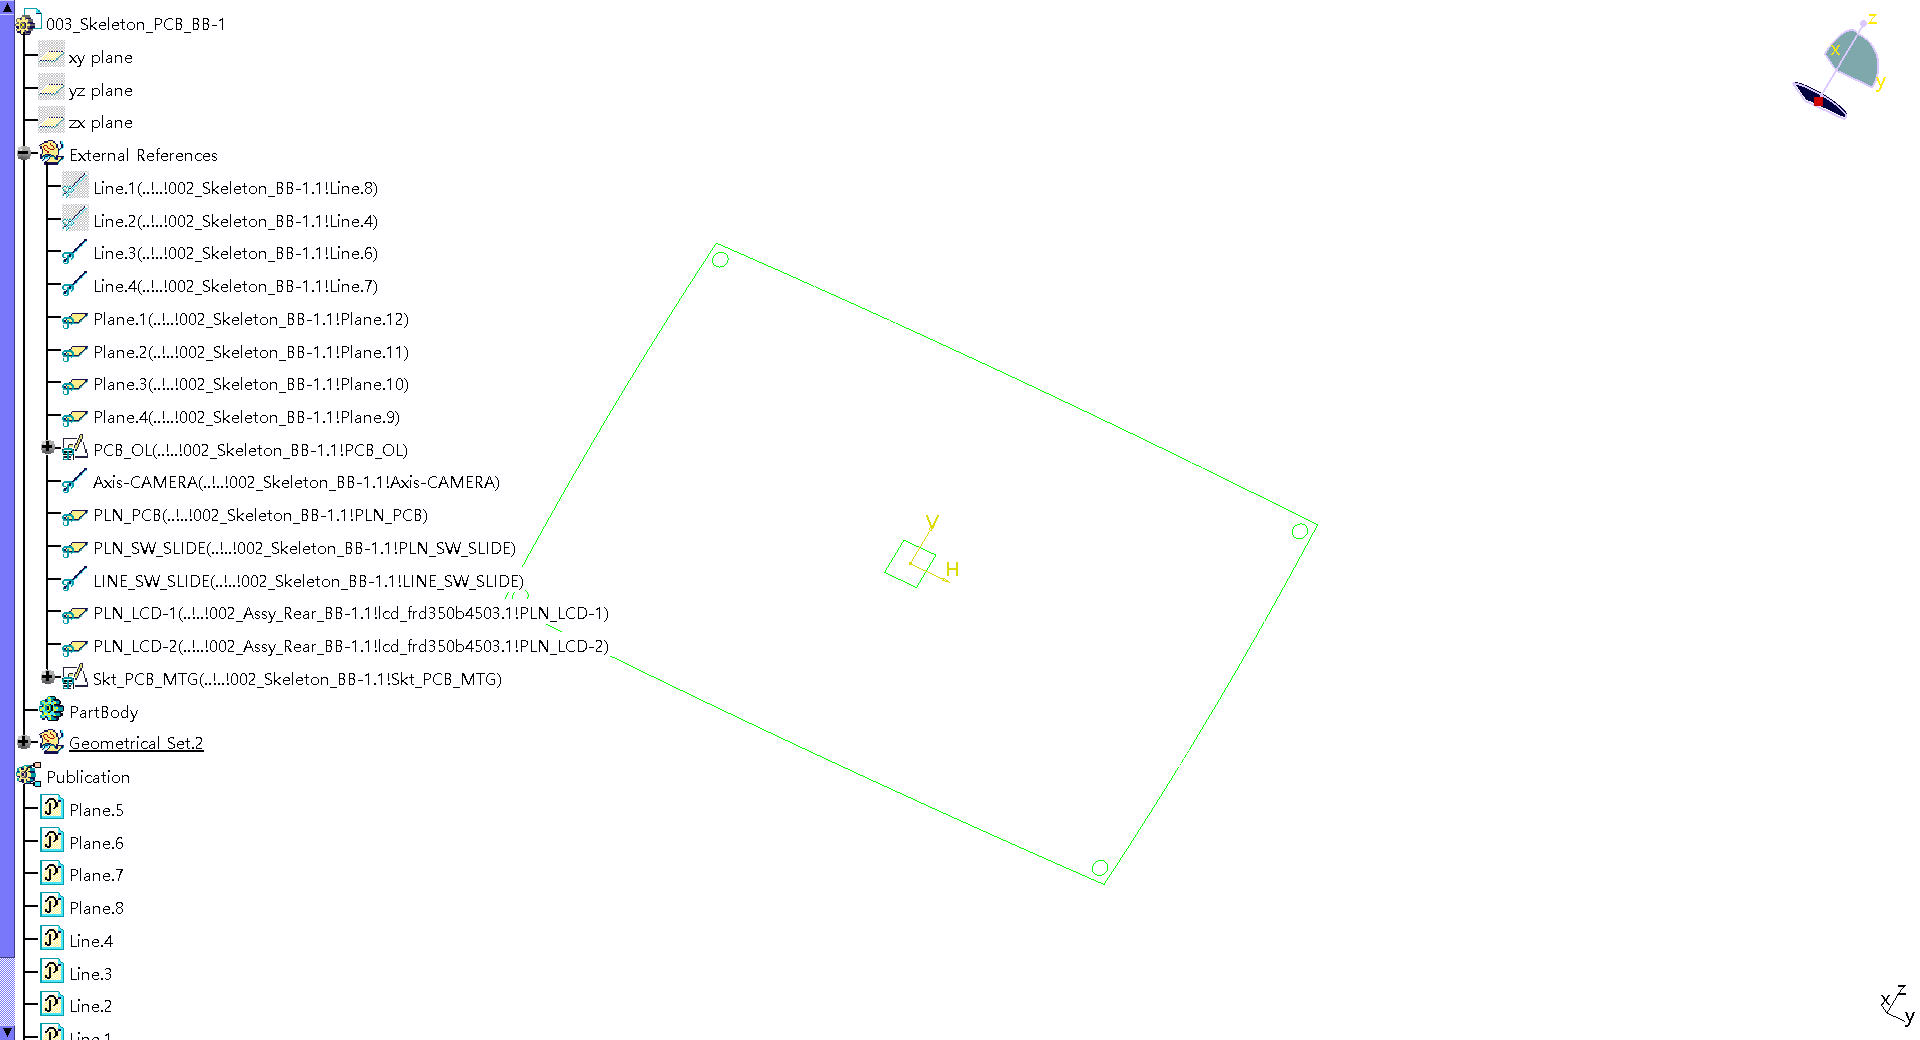 003_Skeleton_PCB_BB-1
xy plane
yz plane
zx plane
External References
Line.1(..!..!002_Skeleton_BB-1.1!Line.8)
Line.2(..!..!002_Skeleton_BB-1.1!Line.4)
Line.3(..!..!002_Skeleton_BB-1.1!Line.6)
Line.4(..!..!002_Skeleton_BB-1.1!Line.7)
Plane.1(..!..!002_Skeleton_BB-1.1!Plane.12)
Plane.2(..!..!002_Skeleton_BB-1.1!Plane.11)
Plane.3(..!..!002_Skeleton_BB-1.1!Plane.10)
Plane.4(..!..!002_Skeleton_BB-1.1!Plane.9)
PCB_OL(..!..!002_Skeleton_BB-1.1!PCB_OL)
Axis-CAMERA(..!..!002_Skeleton_BB-1.1!Axis-CAMERA)
PLN_PCB(..!..!002_Skeleton_BB-1.1!PLN_PCB)
PLN_SW_SLIDE(..!..!002_Skeleton_BB-1.1!PLN_SW_SLIDE)
LINE_SW_SLIDE(..!..!002_Skeleton_BB-1.1!LINE_SW_SLIDE)
PLN_LCD-1(..!..!002_Assy_Rear_BB-1.1!lcd_frd350b4503.1!PLN_LCD-1)
PLN_LCD-2(..!..!002_Assy_Rear_BB-1.1!lcd_frd350b4503.1!PLN_LCD-2)
Skt_PCB_MTG(..!..!002_Skeleton_BB-1.1!Skt_PCB_MTG)
PartBody
Geometrical Set.2
Publication
Plane.5
Plane.6
Plane.7
Plane.8
Line.4
Line.3
Line.2
Line.1
V
H
z
x
y
x
z
y